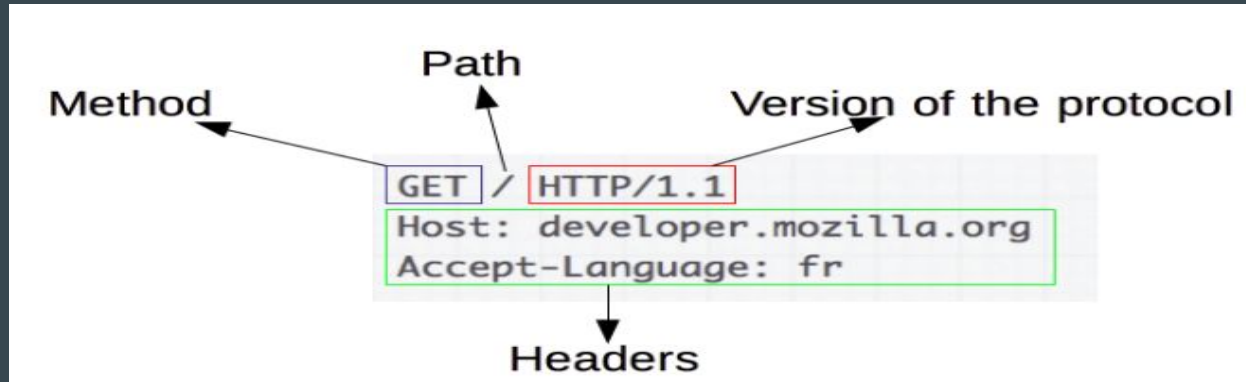 Path
Method
Version of the protocol
GET / HTTP/1.1
Host: developer.mozilla.org
Accept-Language: fr
Headers